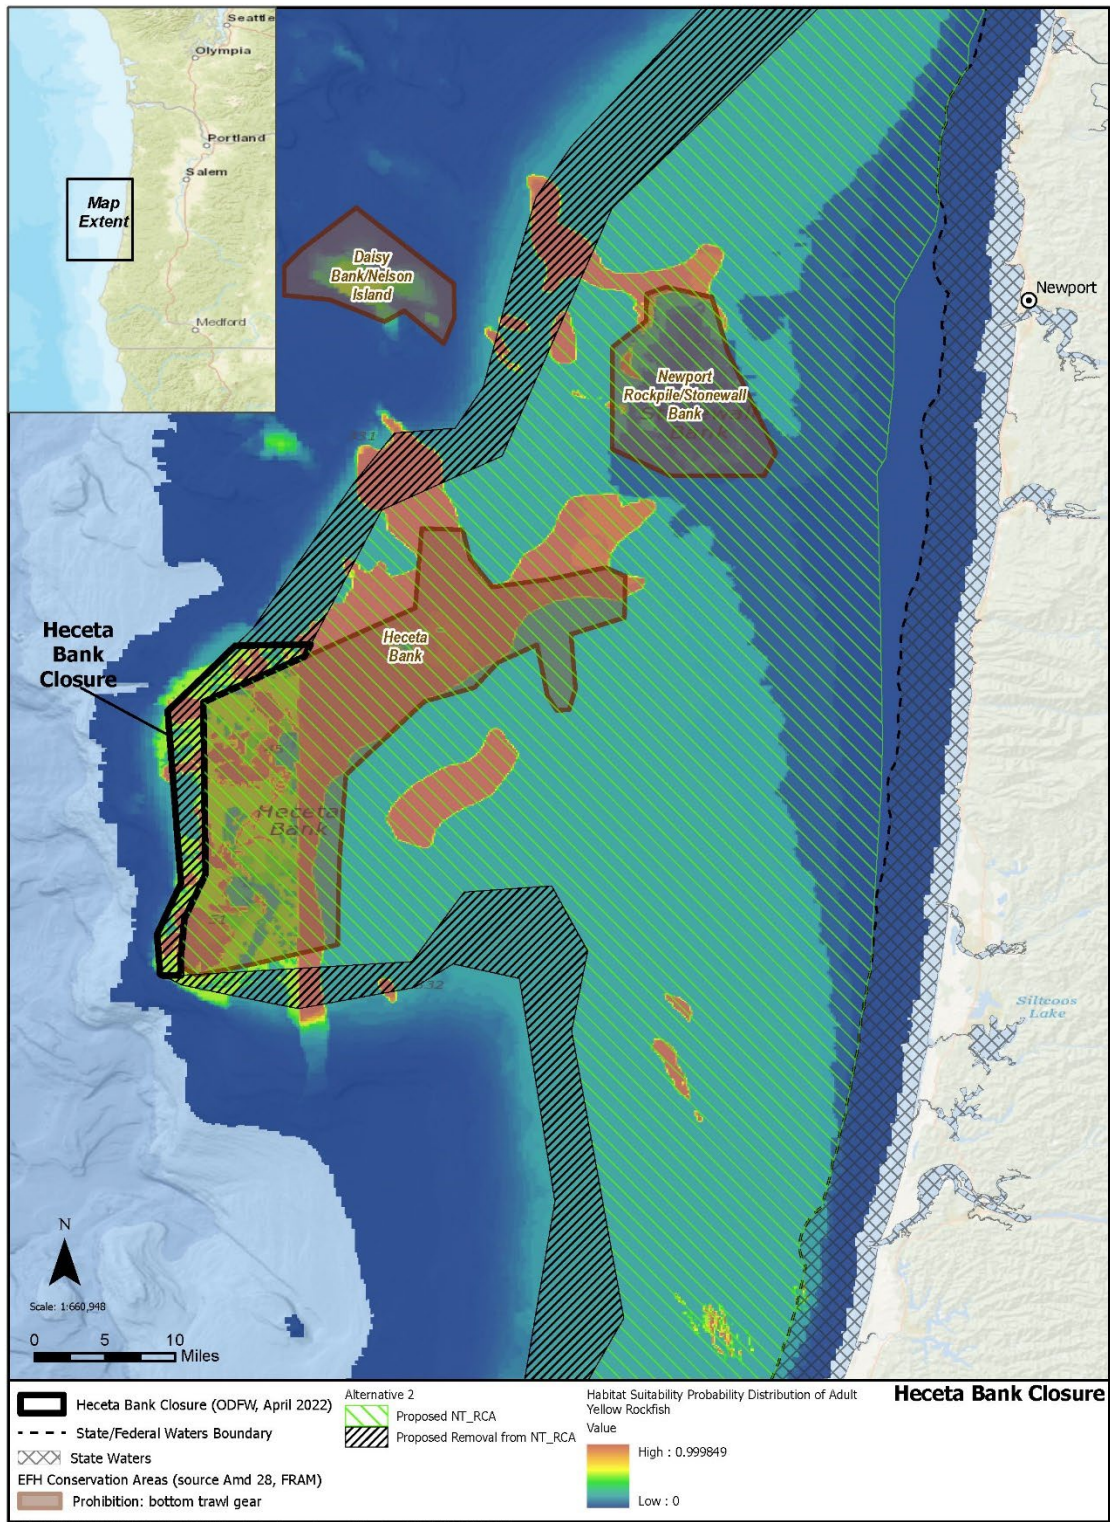 Seattle
Olympia
Portland
Salem
Map
Extent
Medford
Daisy
Bank/Nelson
Island
Newport
Newport
Rockpile/Stonewall
Bank
Heceta
Bank
Closure
Heceta
Bank
Heceta
Bank
Siltcoos
Lake
N
Scale: 1:660,948
0 5 10
Miles
Heceta Bank Closure (ODFW, April 2022)
State/Federal Waters Boundary
State Waters
EFH Conservation Areas (source Amd 28, FRAM)
Prohibition: bottom trawl gear
Alternative 2
Proposed NT_RCA
Proposed Removal from NT_RCA
Habitat Suitability Probability Distribution of Adult
Yellow Rockfish
Value
High : 0.999849
Low : 0
Heceta Bank Closure